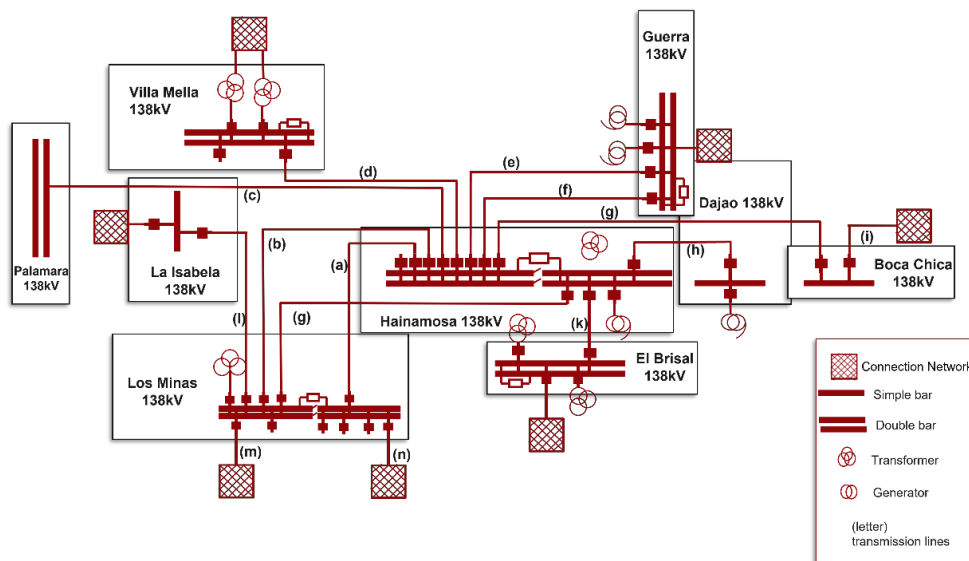 Guerra
138kV
Villa Mella
138kV
(e)
(d)
(f)
(c)
(g)
Dajao 138kV
(b)
(i)
(h)
(a)
La Isabela
138kV
Boca Chica
138kV
Palamara
138kV
(l)
(g)
Hainamosa 138kV
(k)
El Brisal
138kV
Los Minas
138kV
(m)
(n)
Connection Network
Simple bar
Double bar
Transformer
Generator
(letter)
transmission lines